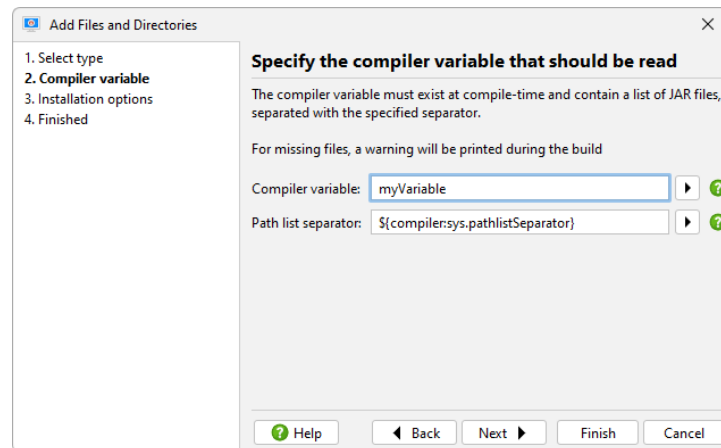 Add Files and Directories
1. Select type
2. Compiler variable
3. Installation options
4. Finished
Specify the compiler variable that should be read
The compiler variable must exist at compile-time and contain a list of JAR files,
separated with the specified separator.
For missing files, a warning will be printed during the build
Compiler variable: myVariable
Path list separator: ${compiler:sys.pathlistSeparator}
Help Back Next Finish Cancel